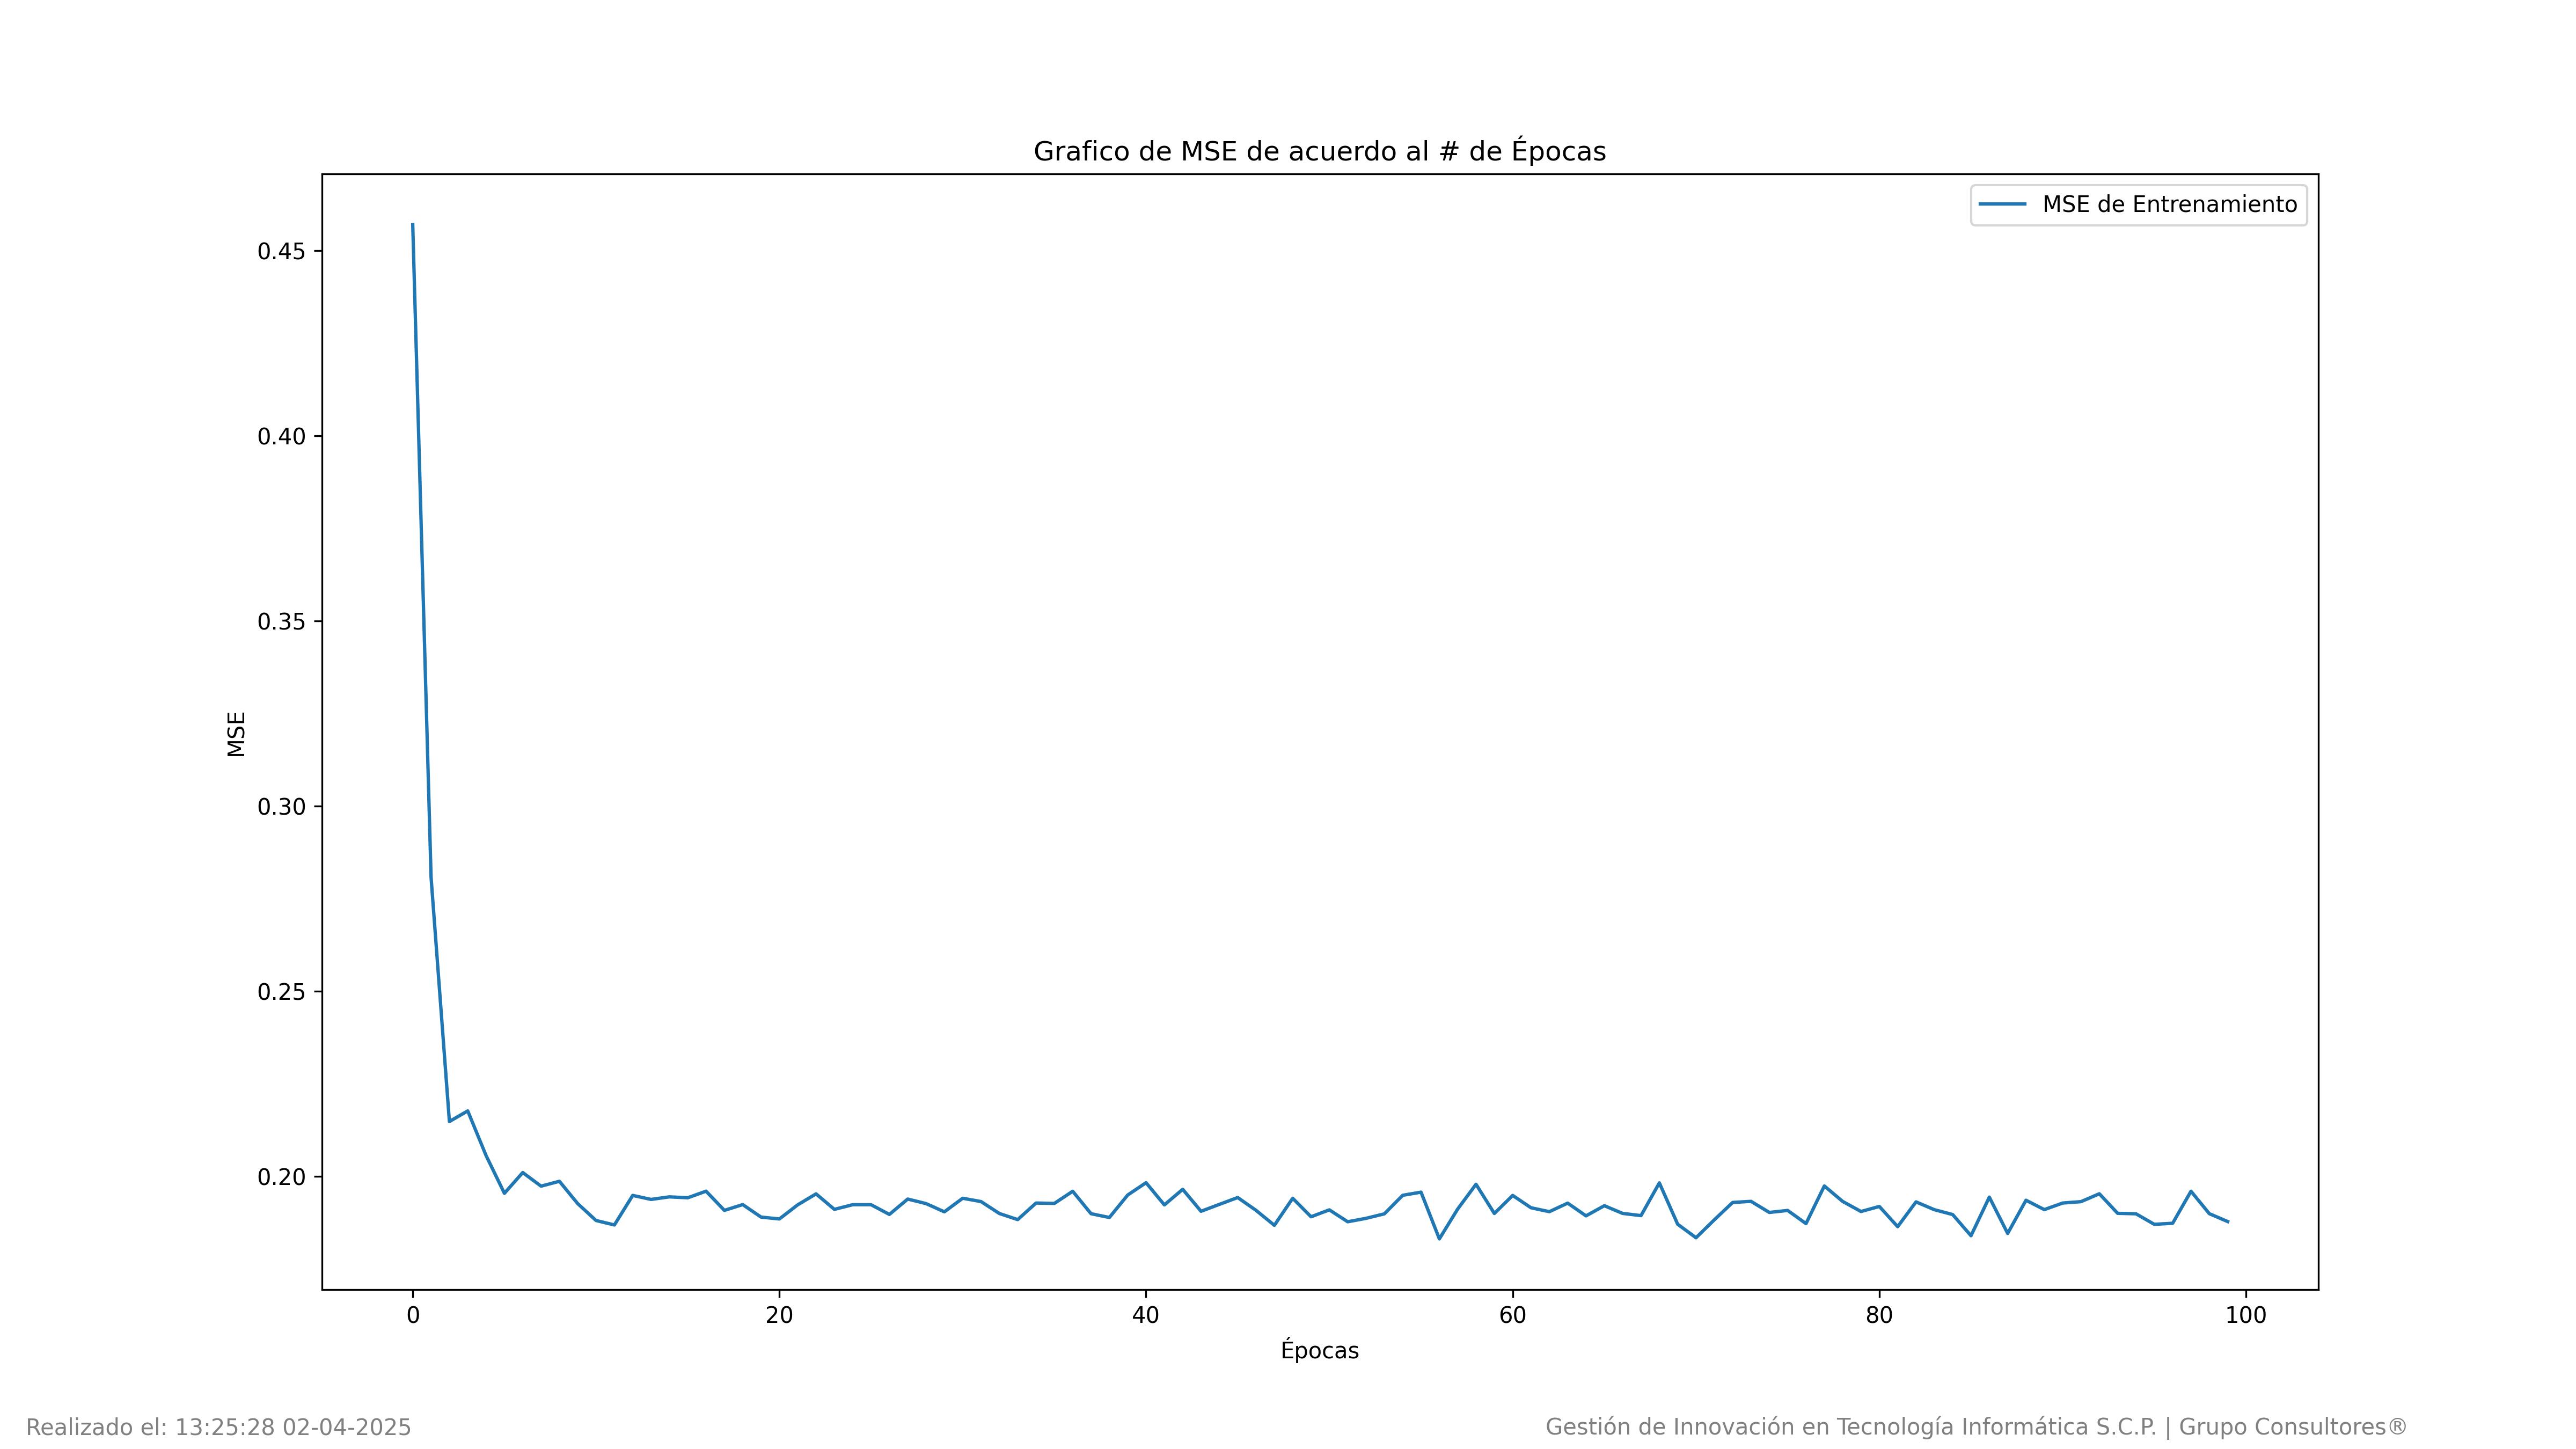 Grafico de MSE de acuerdo al # de Épocas
MSE de Entrenamiento
0.45
0.40
0.35
0.30
0.25
0.20
MSE
0 20 40 60 80 100
Épocas
Realizado el: 13:25:28 02-04-2025
Gestión de Innovación en Tecnología Informática S.C.P. | Grupo Consultores®